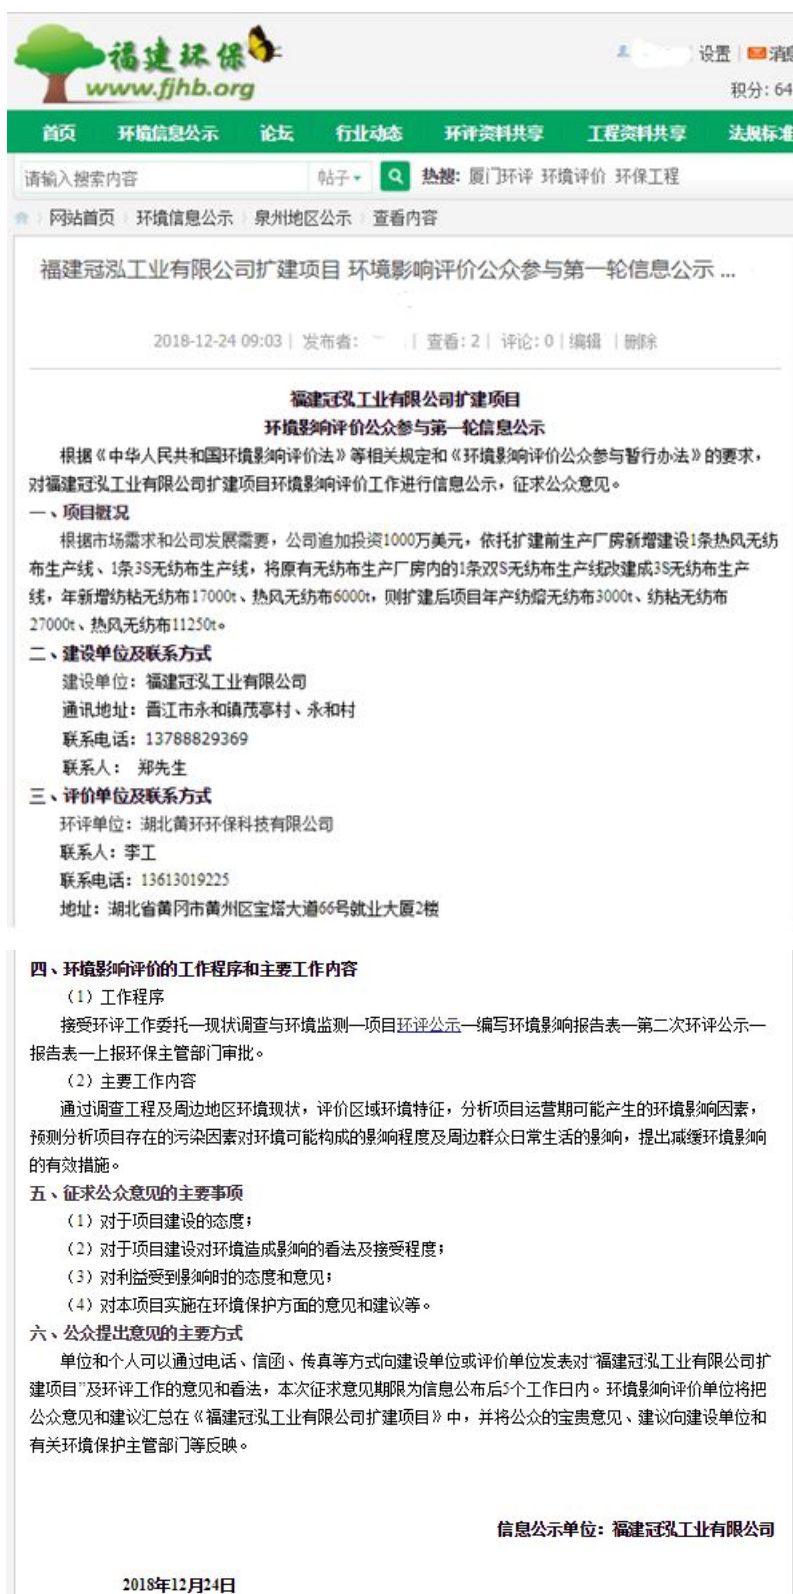 福建环保
www.fjhb.org
设置
消息
积分: 64
首页 环境信息公示 论坛 行业动态 环评资料共享 工程资料共享 法规标准
请输入搜索内容 帖子 热搜: 厦门环评 环境评价 环保工程
网站首页 环境信息公示 泉州地区公示 查看内容
福建冠泓工业有限公司扩建项目 环境影响评价公众参与第一轮信息公示 ...
2018-12-24 09:03| 发布者: | 查看: 2| 评论: 0|编辑 |删除
福建冠泓工业有限公司扩建项目
环境影响评价公众参与第一轮信息公示
根据《中华人民共和国环境影响评价法》等相关规定和《环境影响评价公众参与暂行办法》的要求，
对福建冠泓工业有限公司扩建项目环境影响评价工作进行信息公示，征求公众意见。
一、项目概况
根据市场需求和公司发展需要，公司追加投资1000万美元，依托扩建前生产厂房新增建设1条热风无纺
布生产线、1条3S无纺布生产线，将原有无纺布生产厂房内的1条双S无纺布生产线改建成3S无纺布生产
线，年新增纺粘无纺布17000t、热风无纺布6000t，则扩建后项目年产纺熔无纺布3000t、纺粘无纺布
27000t、热风无纺布11250t。
二、建设单位及联系方式
建设单位：福建冠泓工业有限公司
通讯地址：晋江市永和镇茂亭村、永和村
联系电话：13788829369
联系人： 郑先生
三、评价单位及联系方式
环评单位：湖北黄环环保科技有限公司
联系人：李工
联系电话：13613019225
地址：湖北省黄冈市黄州区宝塔大道66号就业大厦2楼
四、环境影响评价的工作程序和主要工作内容
（1）工作程序
接受环评工作委托—现状调查与环境监测—项目环评公示—编写环境影响报告表—第二次环评公示—
报告表—上报环保主管部门审批。
（2）主要工作内容
通过调查工程及周边地区环境现状，评价区域环境特征，分析项目运营期可能产生的环境影响因素，
预测分析项目存在的污染因素对环境可能构成的影响程度及周边群众日常生活的影响，提出减缓环境影响
的有效措施。
五、征求公众意见的主要事项
（1）对于项目建设的态度；
（2）对于项目建设对环境造成影响的看法及接受程度；
（3）对利益受到影响时的态度和意见；
（4）对本项目实施在环境保护方面的意见和建议等。
六、公众提出意见的主要方式
单位和个人可以通过电话、信函、传真等方式向建设单位或评价单位发表对“福建冠泓工业有限公司扩
建项目”及环评工作的意见和看法，本次征求意见期限为信息公布后5个工作日内。环境影响评价单位将把
公众意见和建议汇总在《福建冠泓工业有限公司扩建项目》中，并将公众的宝贵意见、建议向建设单位和
有关环境保护主管部门等反映。
信息公示单位：福建冠泓工业有限公司
2018年12月24日